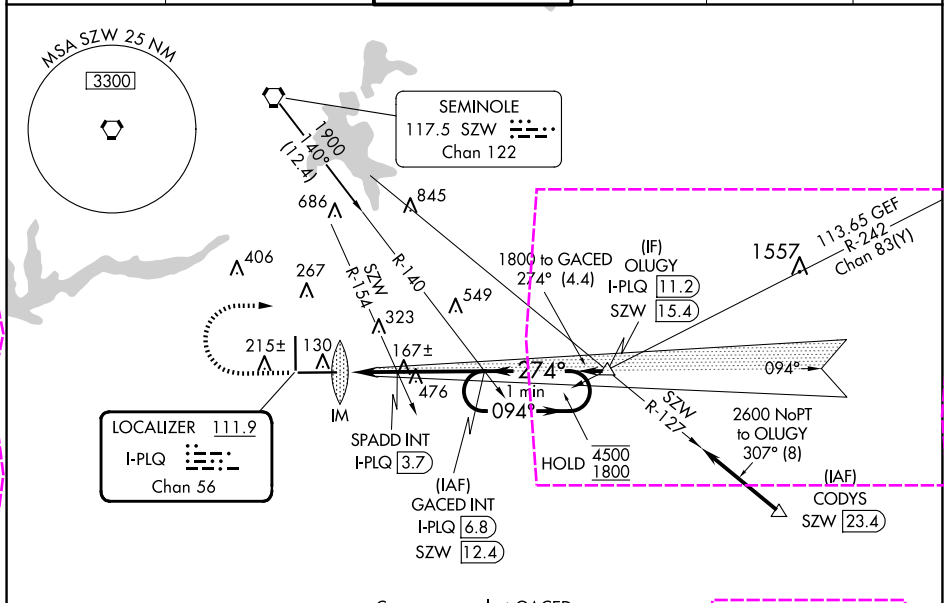 MSA SZW 25 NM
3300
SEMINOLE
117.5 SZW
Chan 122
1900
140°
(12.4)
686
845
R-140
SZW
R-154
406
267
549
323
215±
130
167±
476
1800 to GACED
274° (4.4)
(IF)
OLUGY
I-PLQ 11.2
SZW 15.4
1557
113.65 GEF
R-242
Chan 83(Y)
274°
094°
1 min
094°
IM
LOCALIZER 111.9
I-PLQ
Chan 56
SPADD INT
I-PLQ 3.7
(IAF)
GACED INT
I-PLQ 6.8
SZW 12.4
HOLD 4500
1800
SZW
R-127
2600 NoPT
to OLUGY
307° (8)
(IAF)
CODYS
SZW 23.4